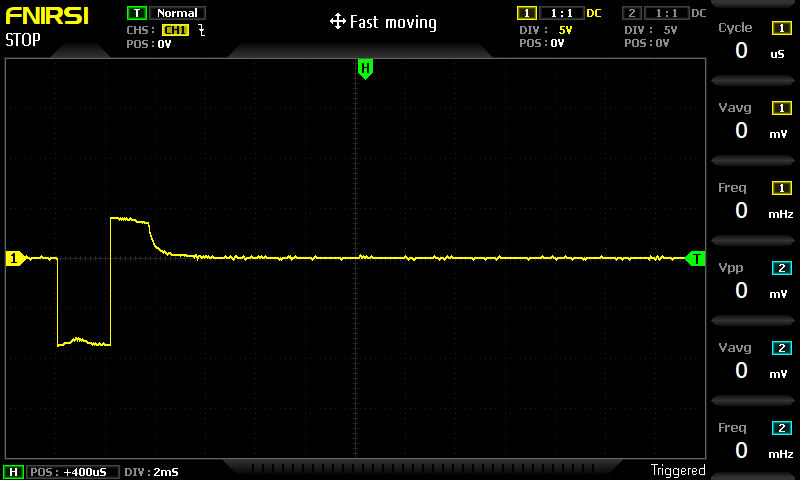 FNIRSI
STOP
T Normal
CHS: CH1
POS:0V
Fast moving
1 1:1 DC
DIV: 5V
POS:0V
2 1:1 DC
DIV: 5V
POS:0V
H
1
T
Cycle 1
0 uS
Vavg 1
0 mV
Freq 1
0 mHz
Vpp 2
0 mV
Vavg 2
0 mV
Freq 2
0 mHz
H POS: +400uS DIV:2mS
Triggered